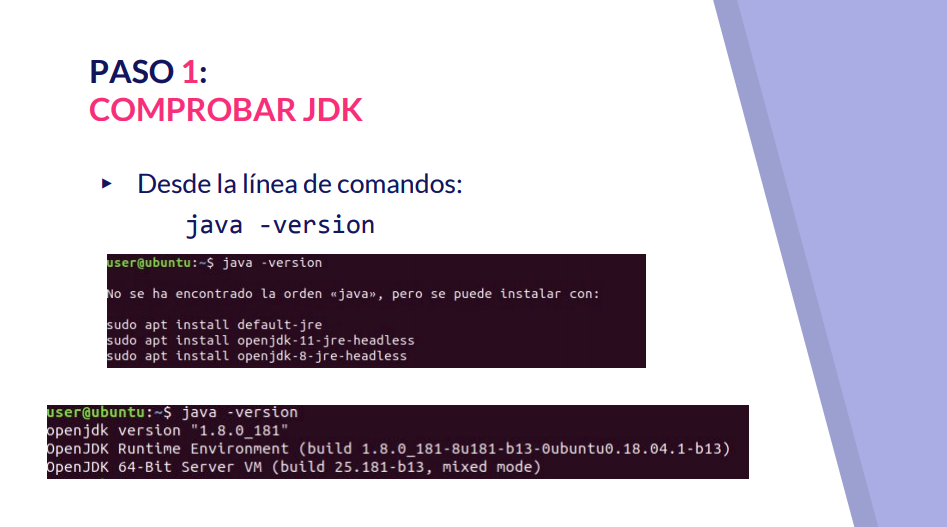 PASO 1:
COMPROBAR JDK
▸ Desde la línea de comandos:
java -version
user@ubuntu:~$ java -version
No se ha encontrado la orden «java», pero se puede instalar con:
sudo apt install default-jre
sudo apt install openjdk-11-jre-headless
sudo apt install openjdk-8-jre-headless
user@ubuntu:~$ java -version
openjdk version "1.8.0_181"
OpenJDK Runtime Environment (build 1.8.0_181-8u181-b13-0ubuntu0.18.04.1-b13)
OpenJDK 64-Bit Server VM (build 25.181-b13, mixed mode)